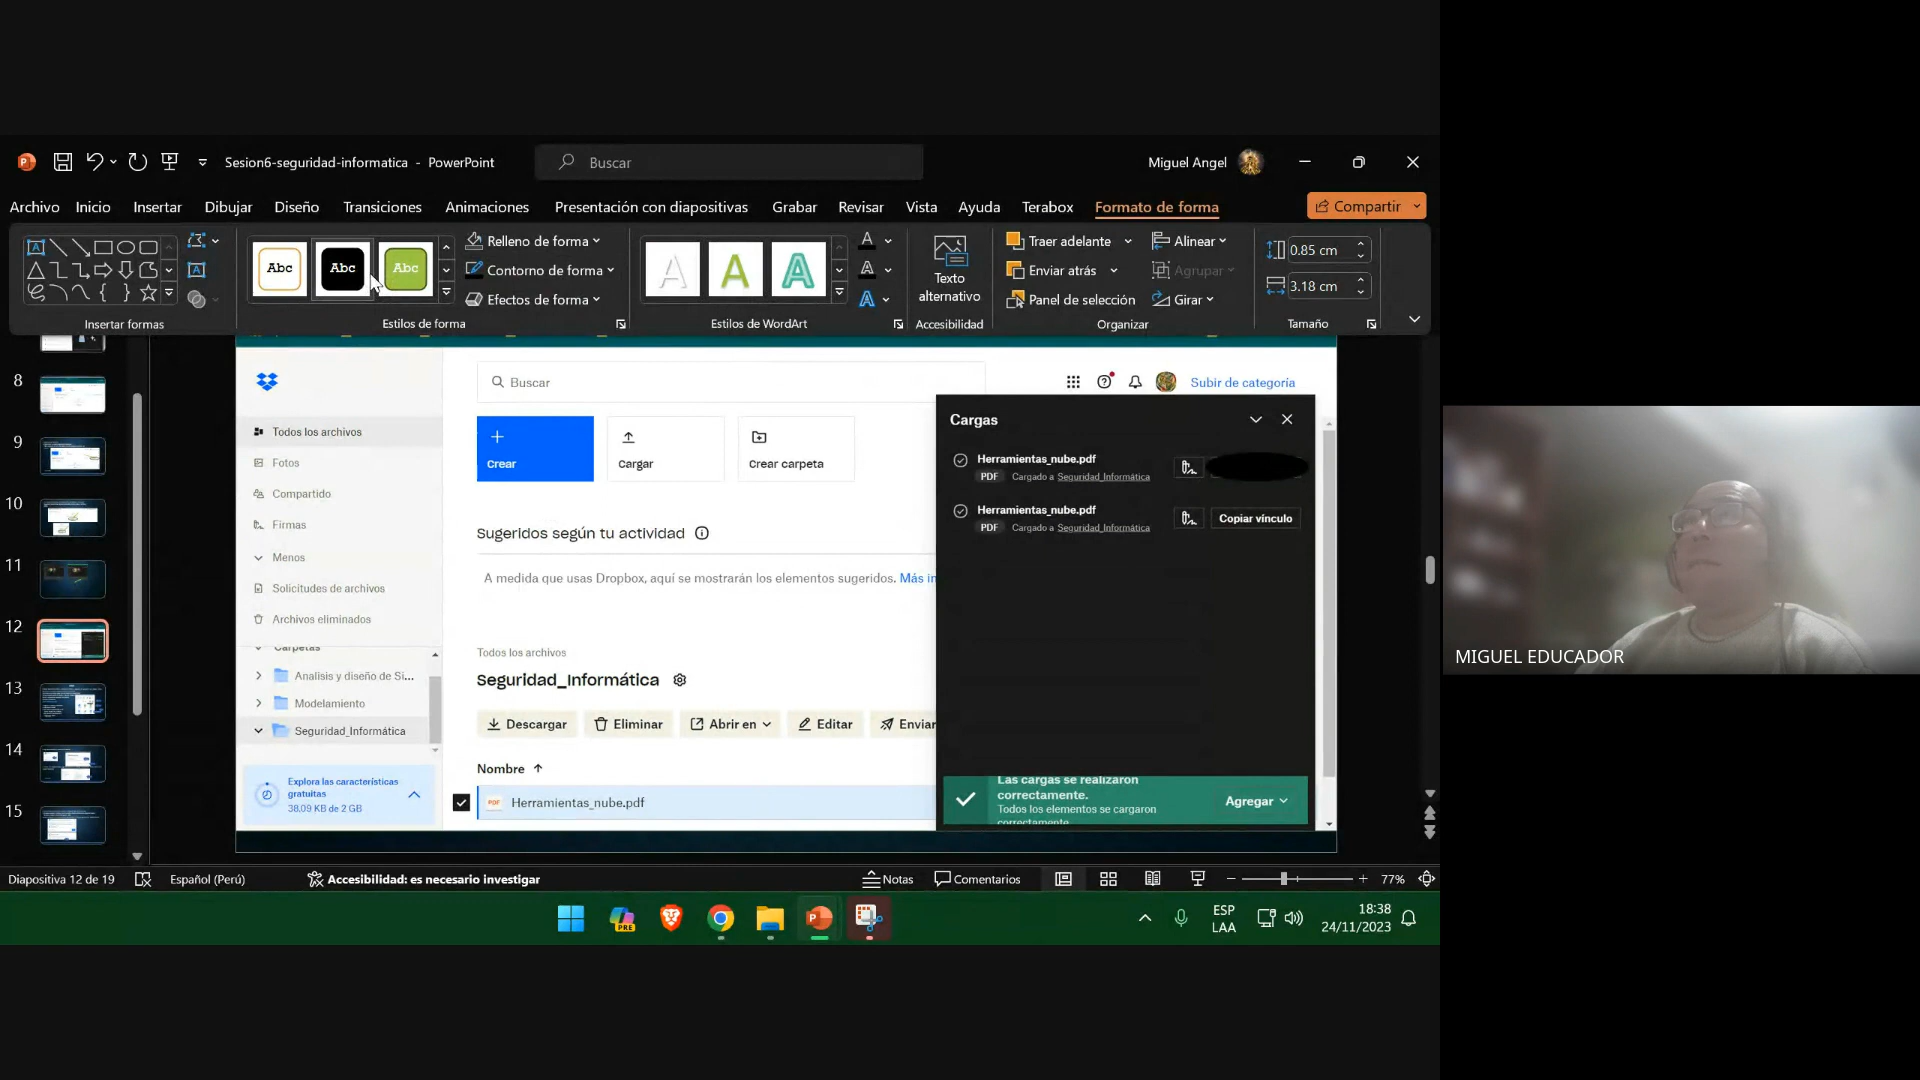 Sesion6-seguridad-informatica - PowerPoint
Buscar
Miguel Angel
Archivo Inicio Insertar Dibujar Diseño Transiciones Animaciones Presentación con diapositivas Grabar Revisar Vista Ayuda Terabox Formato de forma Compartir
Insertar formas
Abc Abc Abc
Relleno de forma
Contorno de forma
Efectos de forma
Estilos de forma
A A A
Estilos de WordArt
Texto
alternativo
Accesibilidad
Traer adelante
Enviar atrás
Panel de selección
Alinear
Agrupar
Girar
Organizar
0.85 cm
3.18 cm
Tamaño
8
9
10
11
12
13
14
15
Todos los archivos
Fotos
Compartido
Firmas
Menos
Solicitudes de archivos
Archivos eliminados
Carpetas
Analisis y diseño de Si...
Modelamiento
Seguridad_Informática
Explora las características
gratuitas
38,09 KB de 2 GB
Buscar
Subir de categoría
Crear
Cargar
Crear carpeta
Sugeridos según tu actividad
A medida que usas Dropbox, aquí se mostrarán los elementos sugeridos. Más in
Todos los archivos
Seguridad_Informática
Descargar Eliminar Abrir en Editar Enviar
Nombre
PDF Herramientas_nube.pdf
Cargas
Herramientas_nube.pdf
PDF Cargado a Seguridad_Informática
Herramientas_nube.pdf
PDF Cargado a Seguridad_Informática
Copiar vínculo
Las cargas se realizaron
correctamente.
Todos los elementos se cargaron
correctamente.
Agregar
Diapositiva 12 de 19 Español (Perú) Accesibilidad: es necesario investigar Notas Comentarios 77%
ESP
LAA
18:38
24/11/2023
MIGUEL EDUCADOR